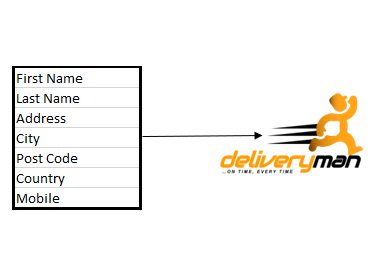 First Name
Last Name
Address
City
Post Code
Country
Mobile
deliveryman
...ON TIME, EVERY TIME